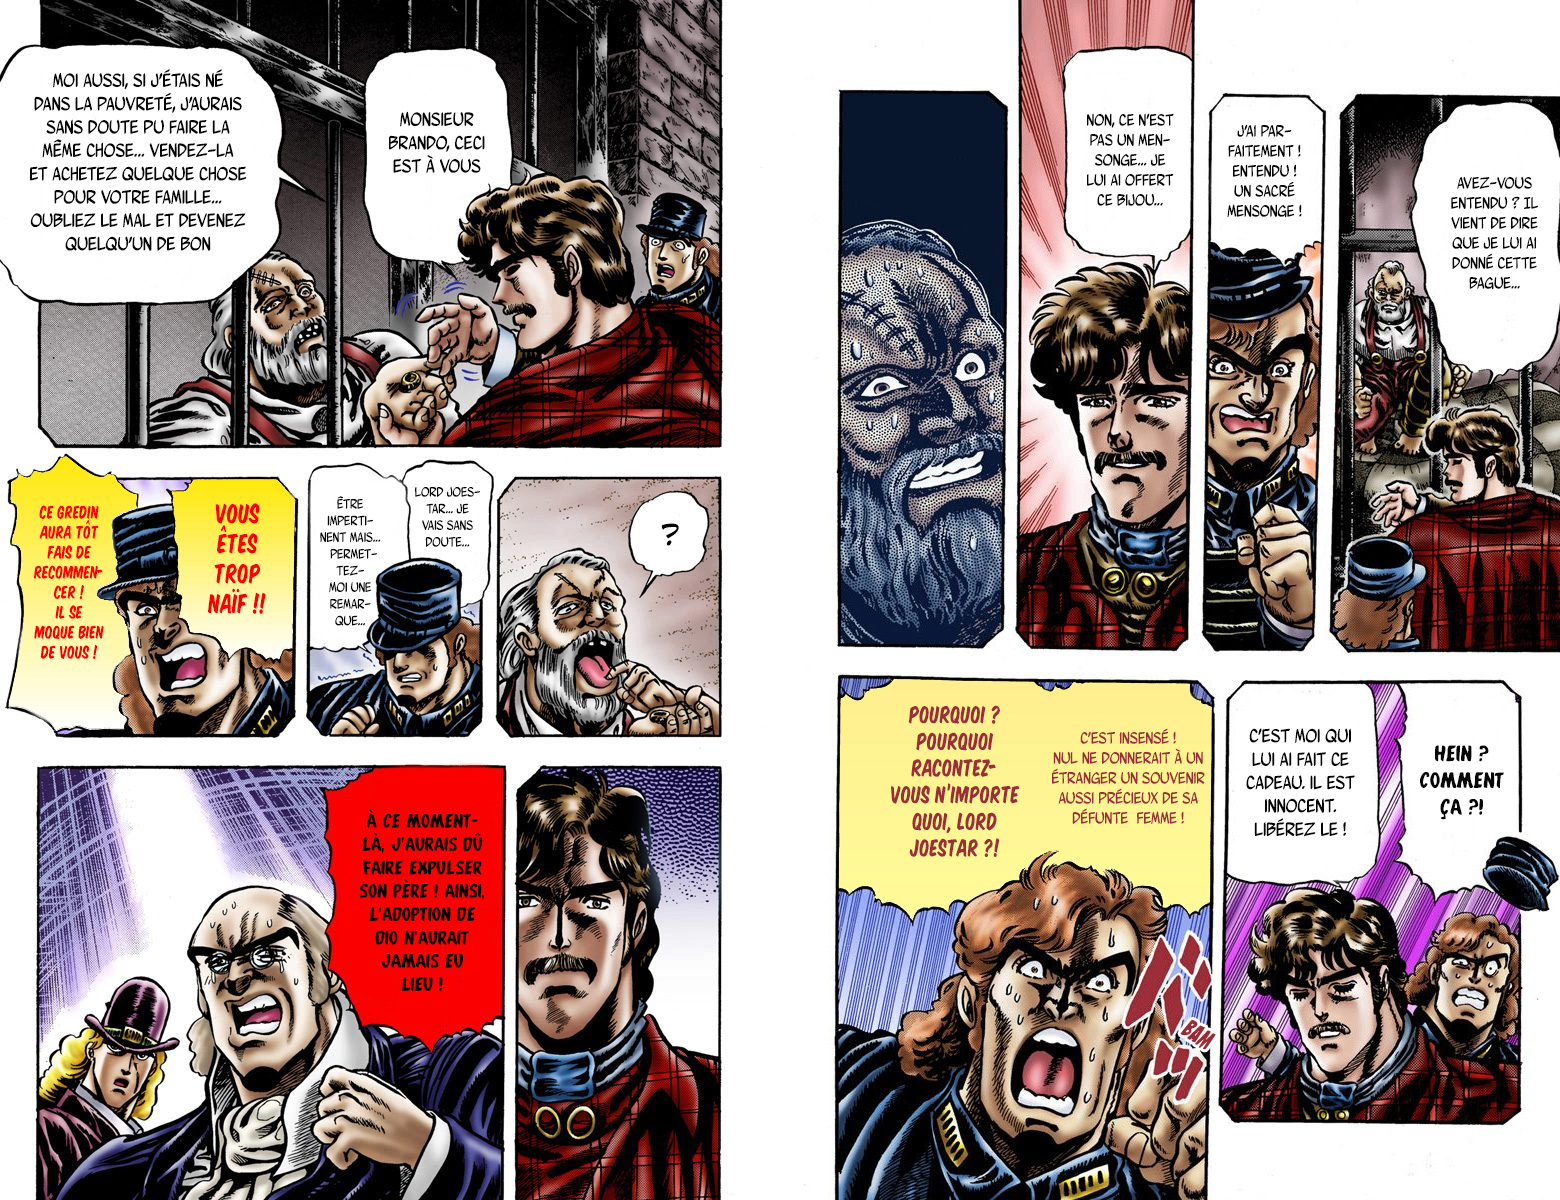 AVEZ-VOUS
ENTENDU ? IL
VIENT DE DIRE
QUE JE LUI AI
DONNÉ CETTE
BAGUE...
J'AI PAR-
FAITEMENT !
ENTENDU !
UN SACRÉ
MENSONGE !
NON, CE N'EST
PAS UN MEN-
SONGE... JE
LUI AI OFFERT
CE BIJOU...
HEIN ?
COMMENT
ÇA ?!
C'EST MOI QUI
LUI AI FAIT CE
CADEAU. IL EST
INNOCENT.
LIBÉREZ LE !
C'EST INSENSÉ !
NUL NE DONNERAIT À UN
ÉTRANGER UN SOUVENIR
AUSSI PRÉCIEUX DE SA
DÉFUNTE FEMME !
POURQUOI ?
POURQUOI
RACONTEZ-
VOUS N'IMPORTE
QUOI, LORD
JOESTAR ?!
バッ
BAM
MONSIEUR
BRANDO, CECI
EST À VOUS
MOI AUSSI, SI J'ÉTAIS NÉ
DANS LA PAUVRETÉ, J'AURAIS
SANS DOUTE PU FAIRE LA
MÊME CHOSE... VENDEZ-LA
ET ACHETEZ QUELQUE CHOSE
POUR VOTRE FAMILLE...
OUBLIEZ LE MAL ET DEVENEZ
QUELQU'UN DE BON
?
LORD JOES-
TAR... JE
VAIS SANS
DOUTE...
ÊTRE
IMPERTI-
NENT MAIS...
PERMET-
TEZ-
MOI UNE
REMAR-
QUE...
VOUS
ÊTES
TROP
NAÏF !!
CE GREDIN
AURA TÔT
FAIS DE
RECOMMEN-
CER !
IL SE
MOQUE BIEN
DE VOUS !
À CE MOMENT-
LÀ, J'AURAIS DÛ
FAIRE EXPULSER
SON PÈRE ! AINSI,
L'ADOPTION DE
DIO N'AURAIT
JAMAIS EU
LIEU !